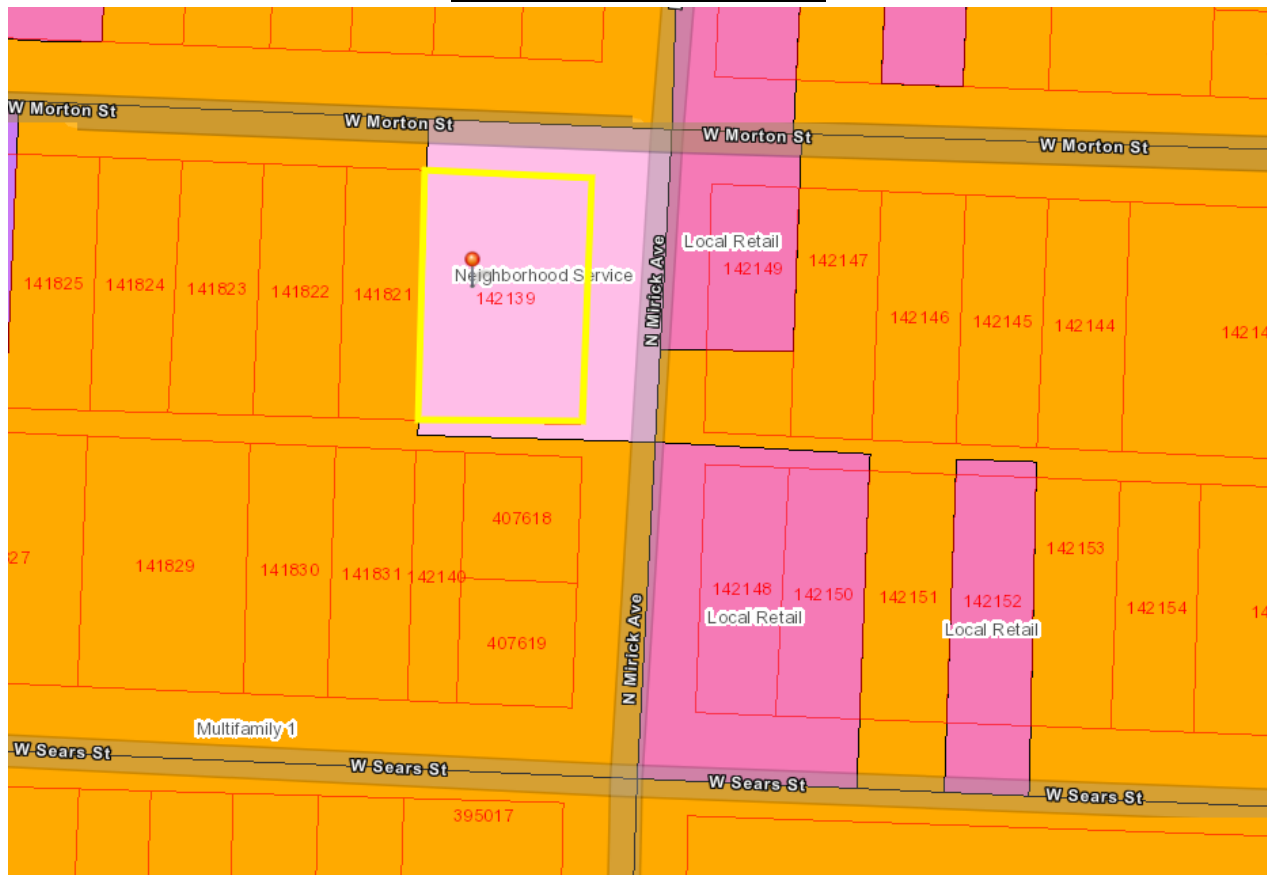 W Morton St
W Morton St
W Morton St
W Morton St
N Mirick Ave
Local Retail
142149
142147
Neighborhood Service
142139
141825
141824
141823
141822
141821
142146
142145
142144
407618
407619
141829
141830
141831
142140
142148
142150
142151
142152
142153
142154
Local Retail
Local Retail
N Mirick Ave
Multifamily 1
W Sears St
W Sears St
W Sears St
W Sears St
395017